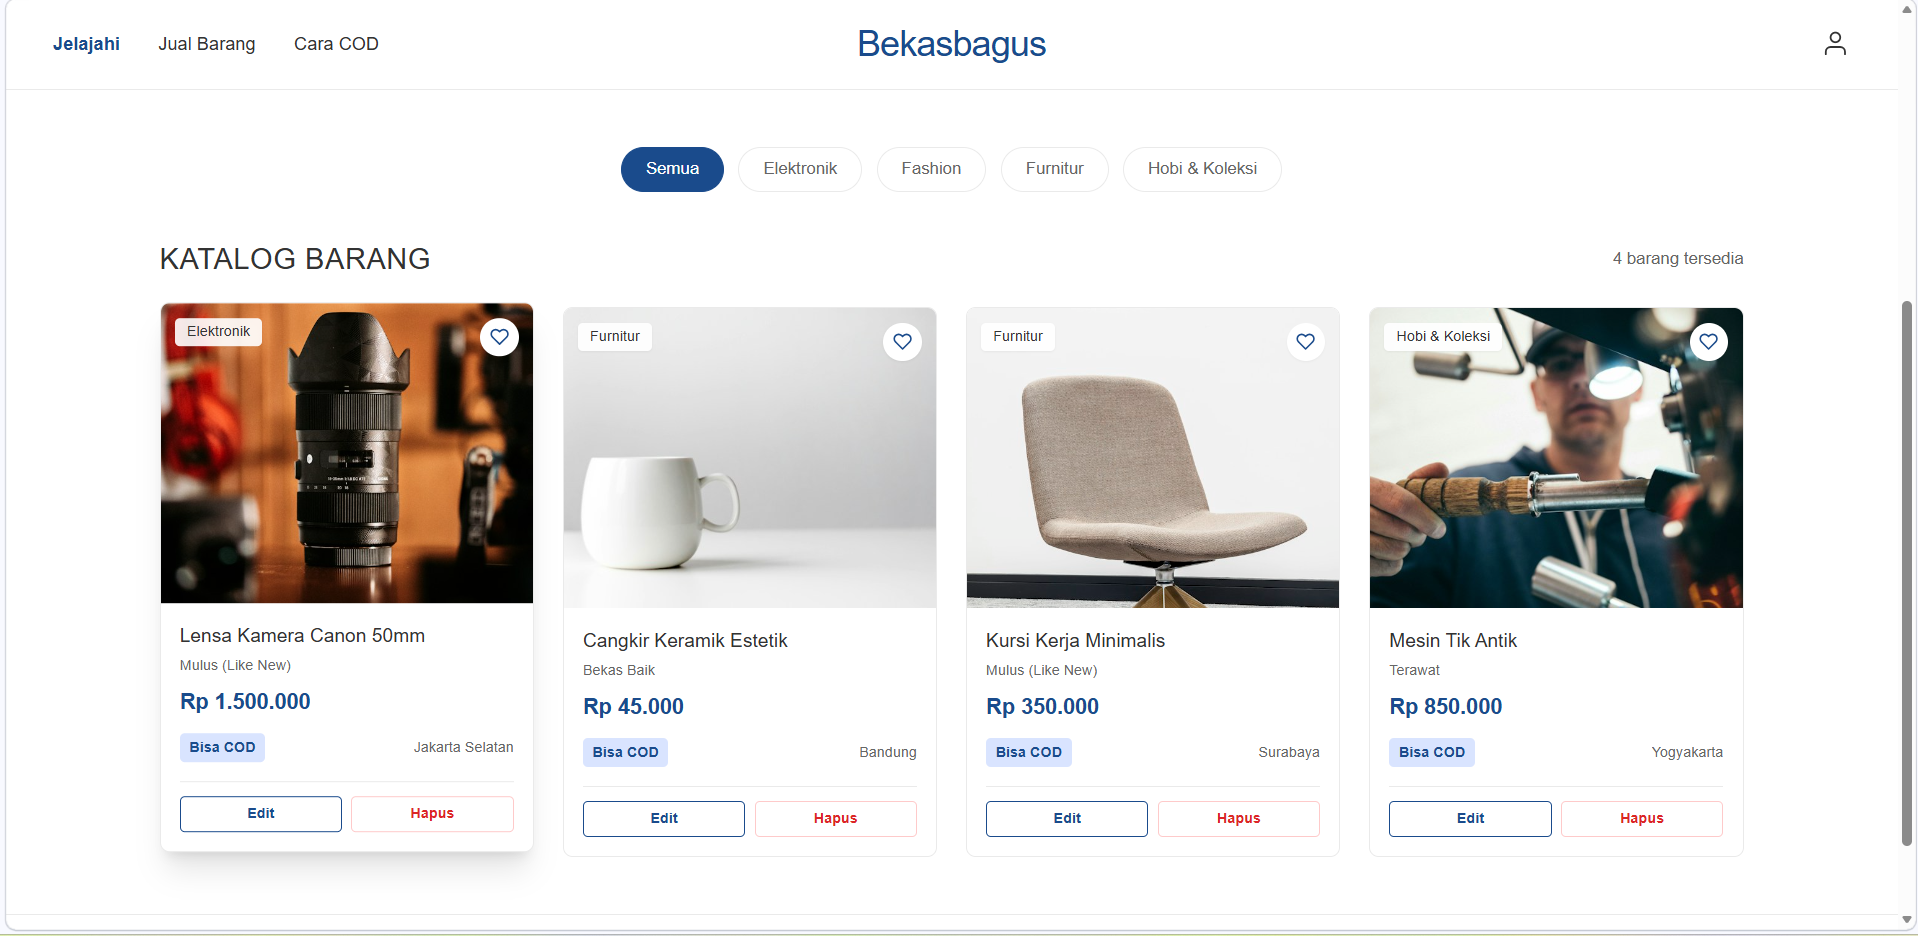 Jelajahi Jual Barang Cara COD Bekasbagus
Semua Elektronik Fashion Furnitur Hobi & Koleksi
KATALOG BARANG
4 barang tersedia
Elektronik
Lensa Kamera Canon 50mm
Mulus (Like New)
Rp 1.500.000
Bisa COD Jakarta Selatan
Edit Hapus
Furnitur
Cangkir Keramik Estetik
Bekas Baik
Rp 45.000
Bisa COD Bandung
Edit Hapus
Furnitur
Kursi Kerja Minimalis
Mulus (Like New)
Rp 350.000
Bisa COD Surabaya
Edit Hapus
Hobi & Koleksi
Mesin Tik Antik
Terawat
Rp 850.000
Bisa COD Yogyakarta
Edit Hapus